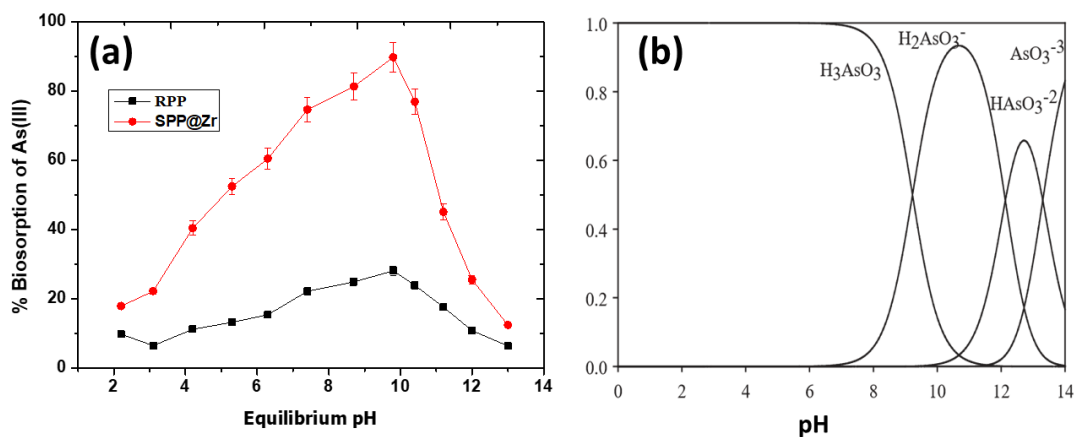 (a)
RPP
SPP@Zr
% Biosorption of As(III)
100
80
60
40
20
0
2 4 6 8 10 12 14
Equilibrium pH
(b)
H₃AsO₃
H₂AsO₃⁻
HAsO₃⁻²
AsO₃⁻³
1.0
0.8
0.6
0.4
0.2
0.0
0 2 4 6 8 10 12 14
pH